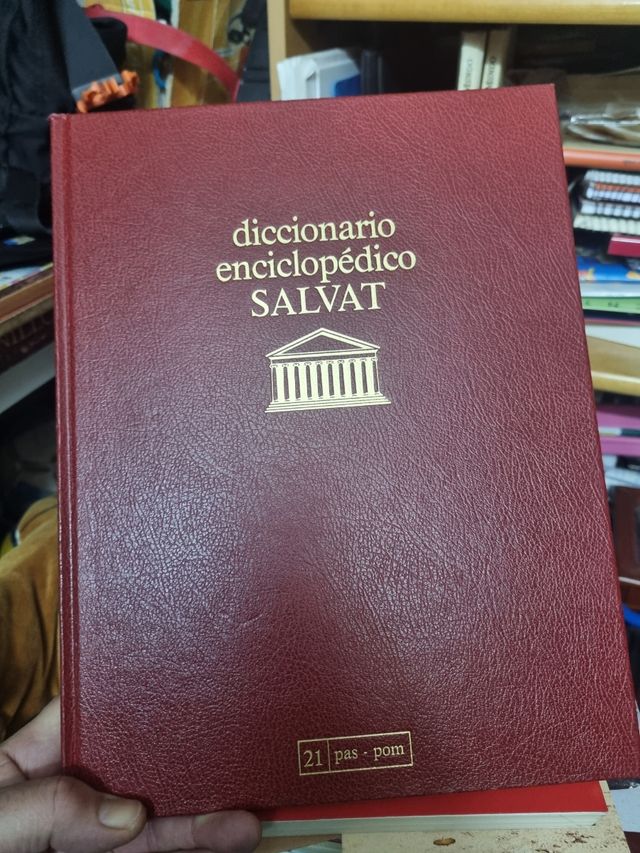 diccionario
enciclopédico
SALVAT
21 pas - pom